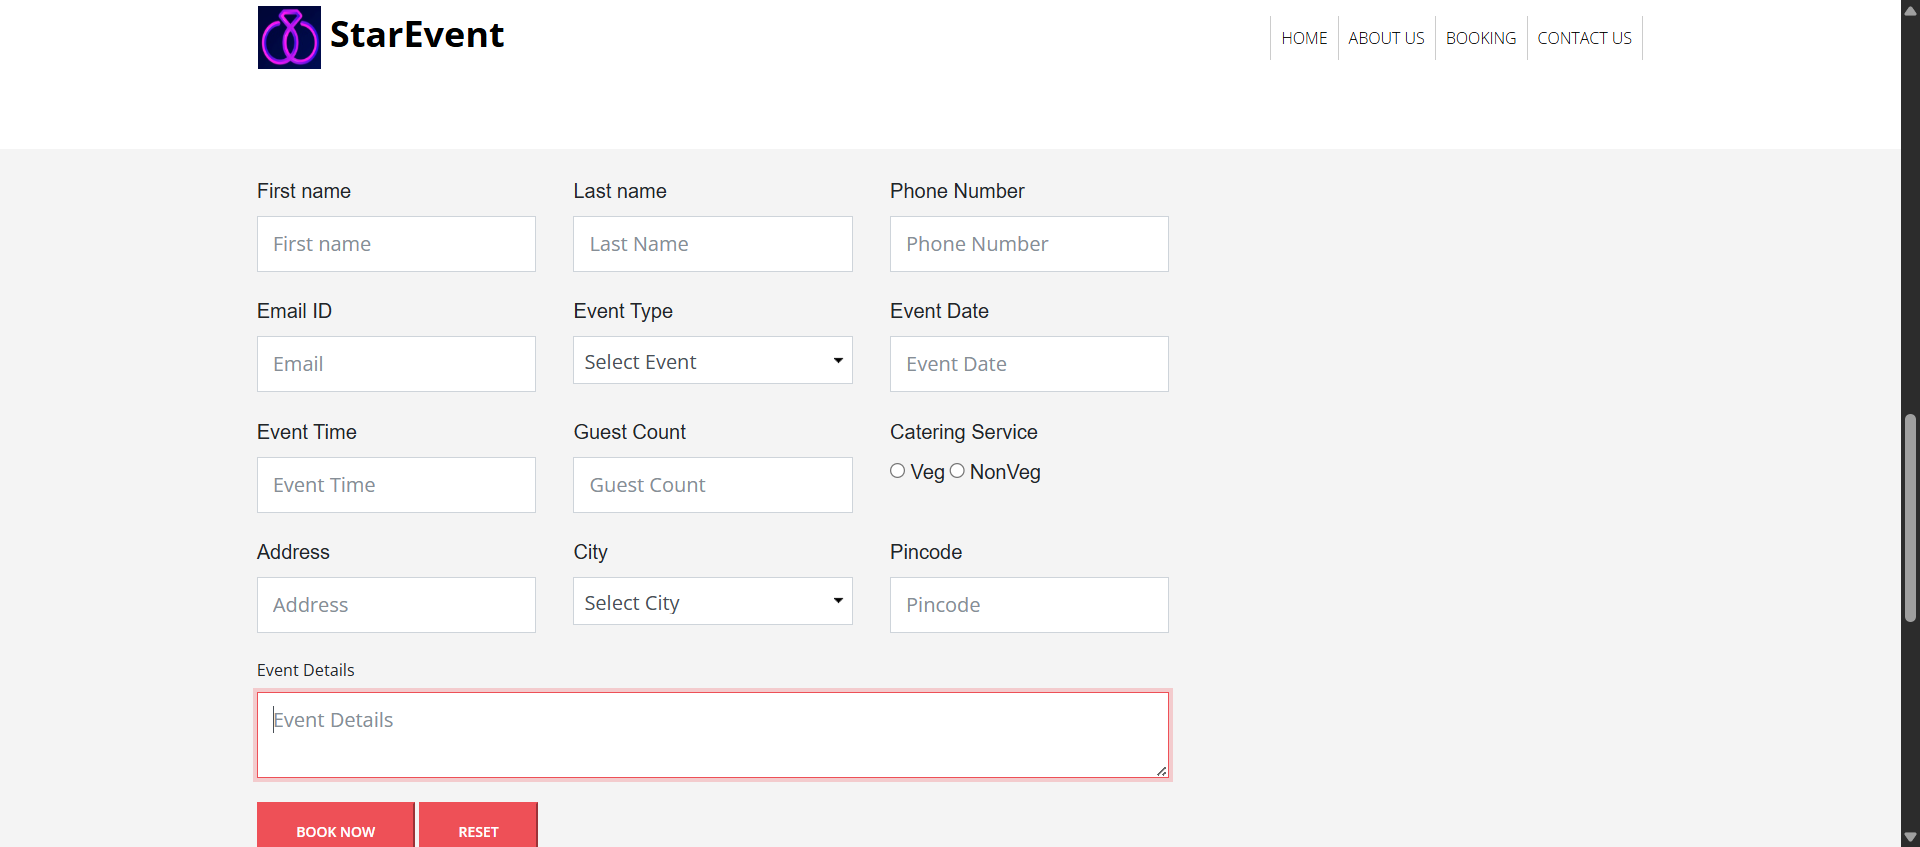 StarEvent
HOME ABOUT US BOOKING CONTACT US
First name Last name Phone Number
First name Last Name Phone Number
Email ID Event Type Event Date
Email Select Event Event Date
Event Time Guest Count Catering Service
Event Time Guest Count Veg NonVeg
Address City Pincode
Address Select City Pincode
Event Details
Event Details
BOOK NOW RESET